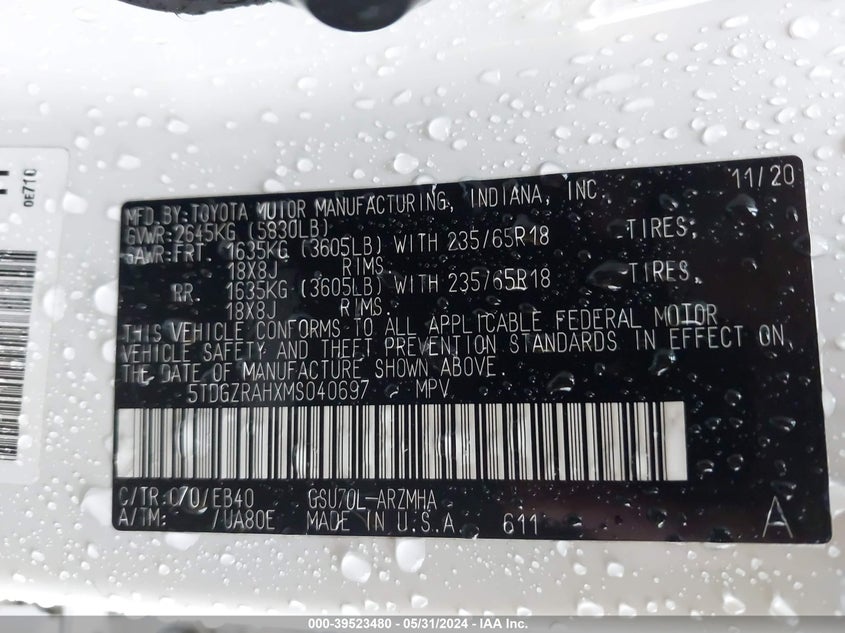 0E71C
MFD.BY:TOYOTA MOTOR MANUFACTURING, INDIANA, INC 11/20
GVWR:2645KG (5830LB)
GAWR:FRT. 1635KG (3605LB) WITH 235/65R18 TIRES,
18X8J RIMS.
RR. 1635KG (3605LB) WITH 235/65R18 TIRES,
18X8J RIMS.
THIS VEHICLE CONFORMS TO ALL APPLICABLE FEDERAL MOTOR
VEHICLE SAFETY AND THEFT PREVENTION STANDARDS IN EFFECT ON
THE DATE OF MANUFACTURE SHOWN ABOVE.
5TDGZRAHXMS040697 MPV
C/TR:C70/EB40 GSU70L-ARZMHA
A/TM: /UA80E MADE IN U.S.A. 611 A
000-39523480 - 05/31/2024 - IAA Inc.